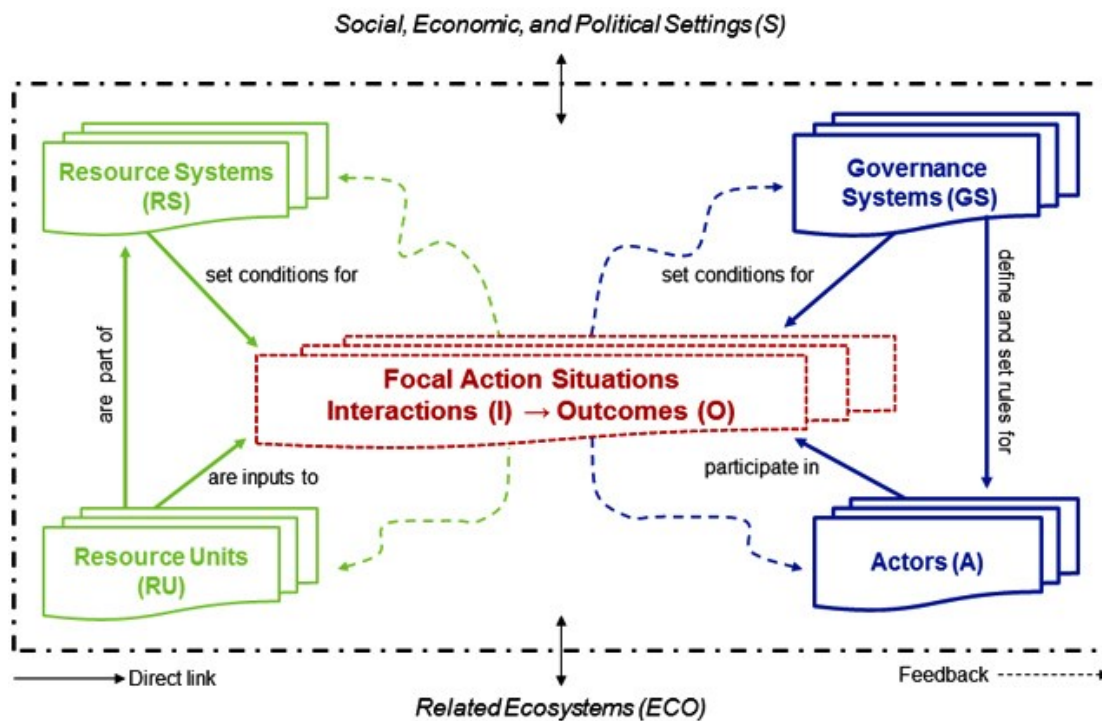 Social, Economic, and Political Settings (S)
Resource Systems
(RS)
Governance
Systems (GS)
set conditions for
set conditions for
are part of
define and set rules for
Focal Action Situations
Interactions (I) → Outcomes (O)
are inputs to
participate in
Resource Units
(RU)
Actors (A)
Direct link
Feedback
Related Ecosystems (ECO)